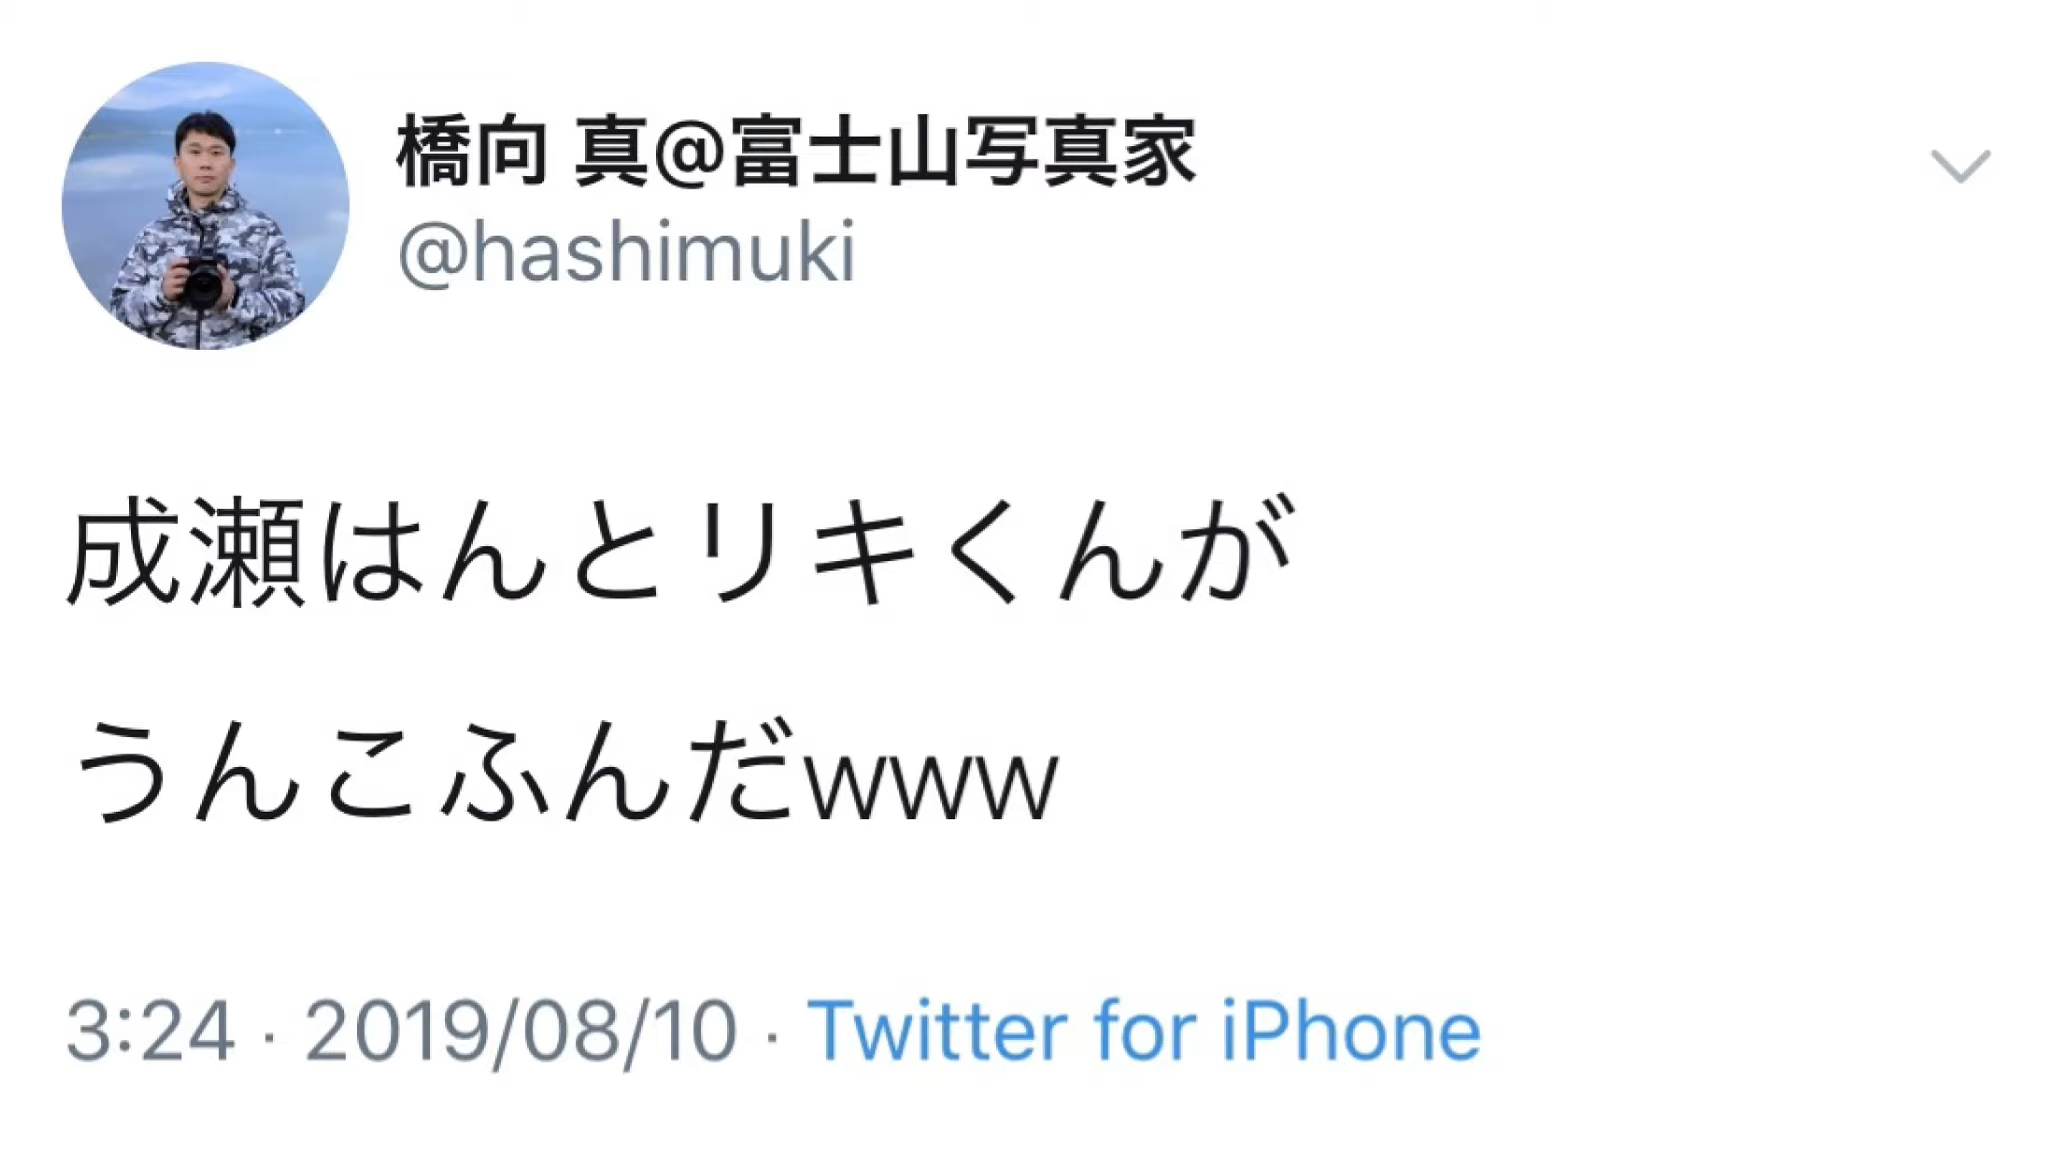 橋向 真@富士山写真家
@hashimuki
成瀬はんとリキくんが
うんこふんだwww
3:24 · 2019/08/10 · Twitter for iPhone